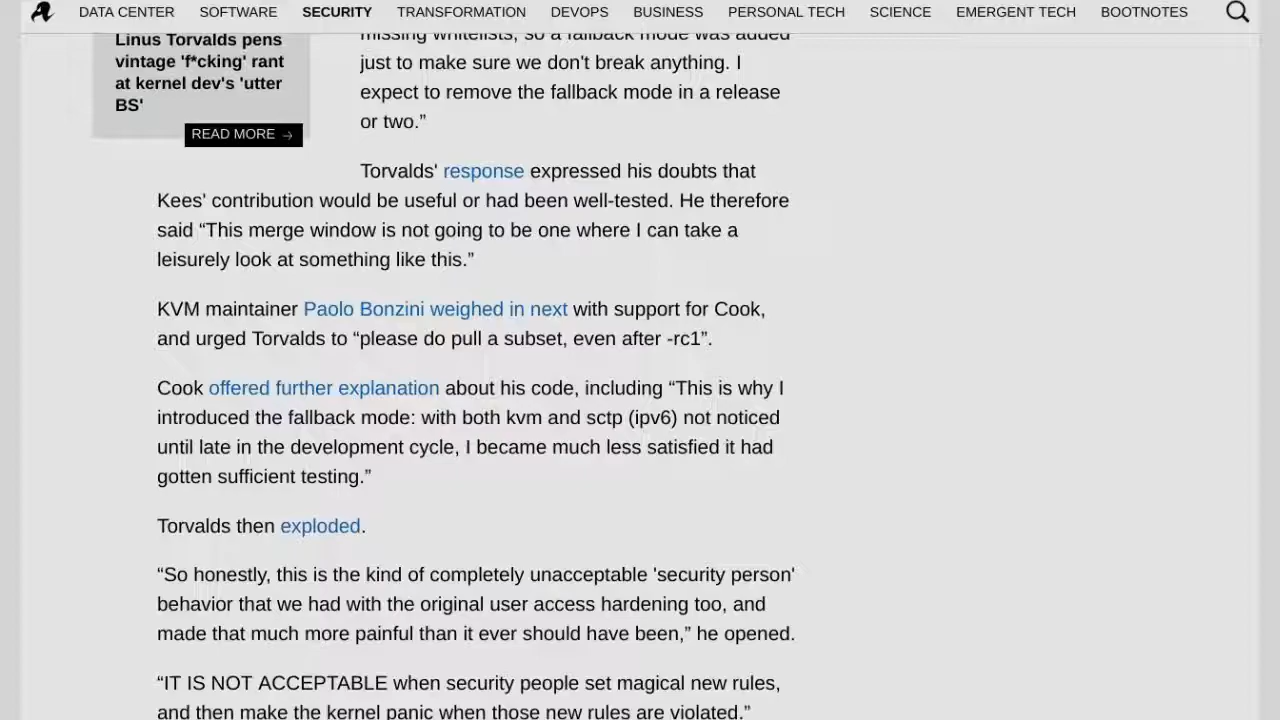 DATA CENTER SOFTWARE SECURITY TRANSFORMATION DEVOPS BUSINESS PERSONAL TECH SCIENCE EMERGENT TECH BOOTNOTES
Linus Torvalds pens
vintage 'f*cking' rant
at kernel dev's 'utter
BS'
READ MORE →
missing whitelists, so a fallback mode was added
just to make sure we don't break anything. I
expect to remove the fallback mode in a release
or two.”
Torvalds' response expressed his doubts that
Kees' contribution would be useful or had been well-tested. He therefore
said “This merge window is not going to be one where I can take a
leisurely look at something like this.”
KVM maintainer Paolo Bonzini weighed in next with support for Cook,
and urged Torvalds to “please do pull a subset, even after -rc1”.
Cook offered further explanation about his code, including “This is why I
introduced the fallback mode: with both kvm and sctp (ipv6) not noticed
until late in the development cycle, I became much less satisfied it had
gotten sufficient testing.”
Torvalds then exploded.
“So honestly, this is the kind of completely unacceptable 'security person'
behavior that we had with the original user access hardening too, and
made that much more painful than it ever should have been,” he opened.
“IT IS NOT ACCEPTABLE when security people set magical new rules,
and then make the kernel panic when those new rules are violated.”